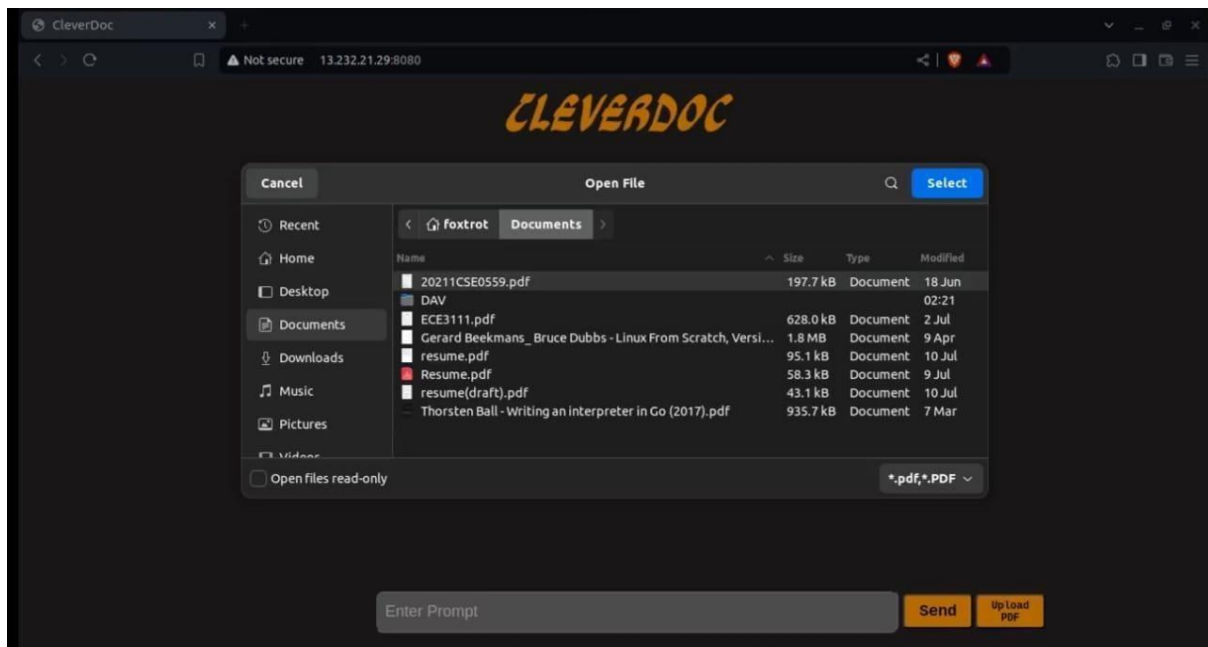 CleverDoc
Not secure 13.232.21.29:8080
CLEVERDOC
Cancel Open File Select
Recent
Home
Desktop
Documents
Downloads
Music
Pictures
Videos
foxtrot Documents
Name Size Type Modified
20211CSE0559.pdf 197.7 kB Document 18 Jun
DAV 02:21
ECE3111.pdf 628.0 kB Document 2 Jul
Gerard Beekmans_ Bruce Dubbs - Linux From Scratch, Versi... 1.8 MB Document 9 Apr
resume.pdf 95.1 kB Document 10 Jul
Resume.pdf 58.3 kB Document 9 Jul
resume(draft).pdf 43.1 kB Document 10 Jul
Thorsten Ball - Writing an interpreter in Go (2017).pdf 935.7 kB Document 7 Mar
Open files read-only *.pdf,*.PDF
Enter Prompt Send Upload
PDF